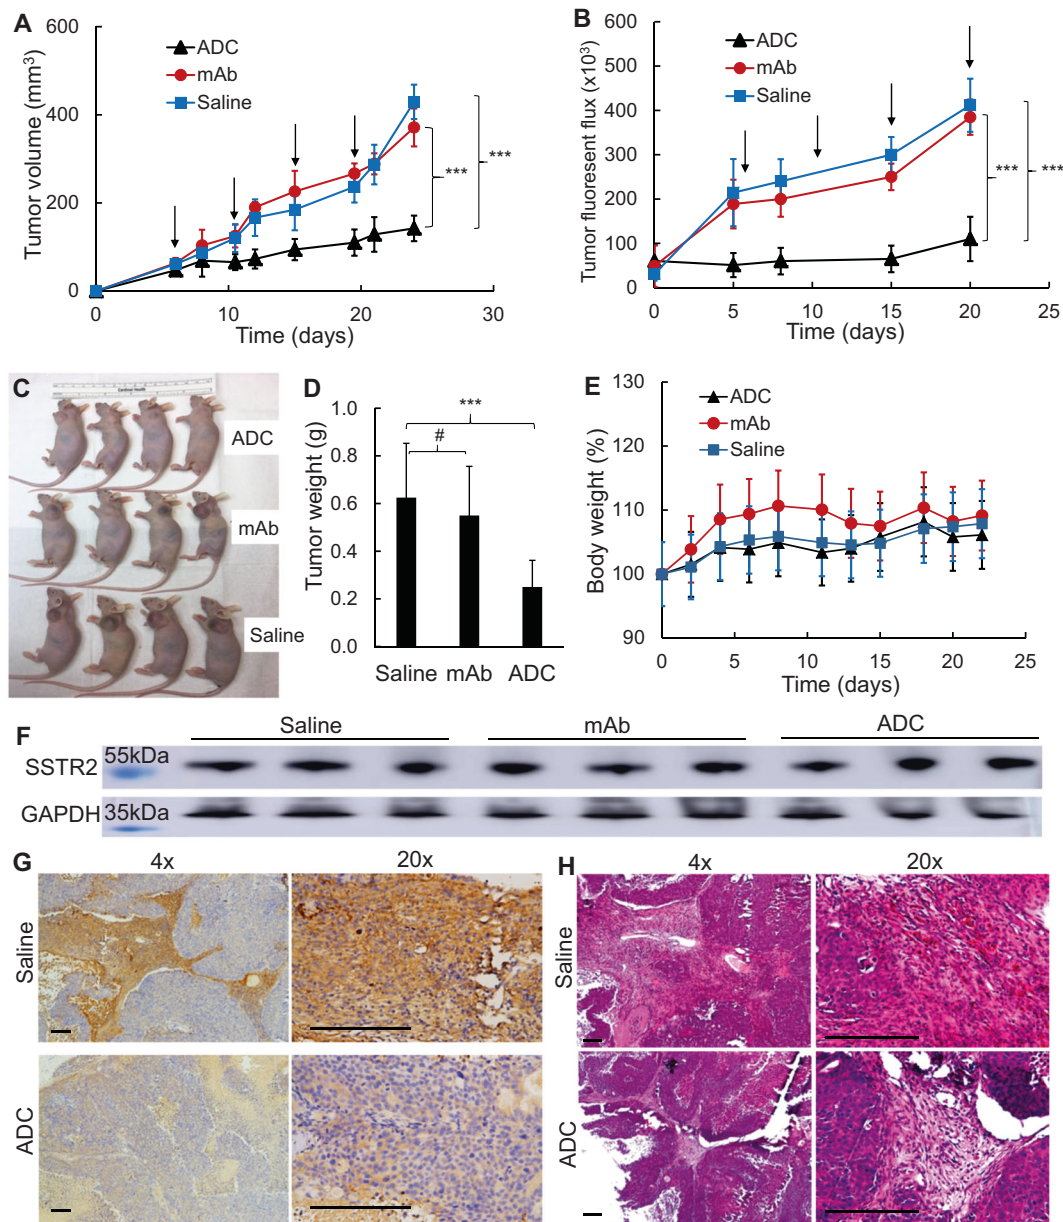 A
Tumor volume (mm³)
600
400
200
0
0 10 20 30
Time (days)
ADC
mAb
Saline
***
***
B
Tumor fluoresent flux (x10³)
600
500
400
300
200
100
0
0 5 10 15 20 25
Time (days)
ADC
mAb
Saline
***
***
C
Cardinal Health
ADC
mAb
Saline
D
Tumor weight (g)
1.0
0.8
0.6
0.4
0.2
0.0
***
#
Saline mAb ADC
E
Body weight (%)
130
120
110
100
90
0 5 10 15 20 25
Time (days)
ADC
mAb
Saline
F
Saline mAb ADC
SSTR2 55kDa
GAPDH 35kDa
G
4x 20x
Saline
ADC
H
4x 20x
Saline
ADC